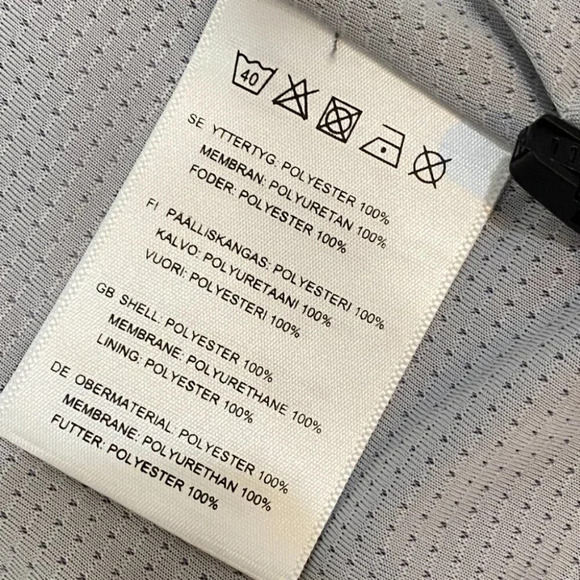 40
SE YTTERTYG: POLYESTER 100%
MEMBRAN: POLYURETAN 100%
FODER: POLYESTER 100%
FI PÄÄLLISKANGAS: POLYESTERI 100%
KALVO: POLYURETAANI 100%
VUORI: POLYESTERI 100%
GB SHELL: POLYESTER 100%
MEMBRANE: POLYURETHANE 100%
LINING: POLYESTER 100%
DE OBERMATERIAL: POLYESTER 100%
MEMBRANE: POLYURETHAN 100%
FUTTER: POLYESTER 100%